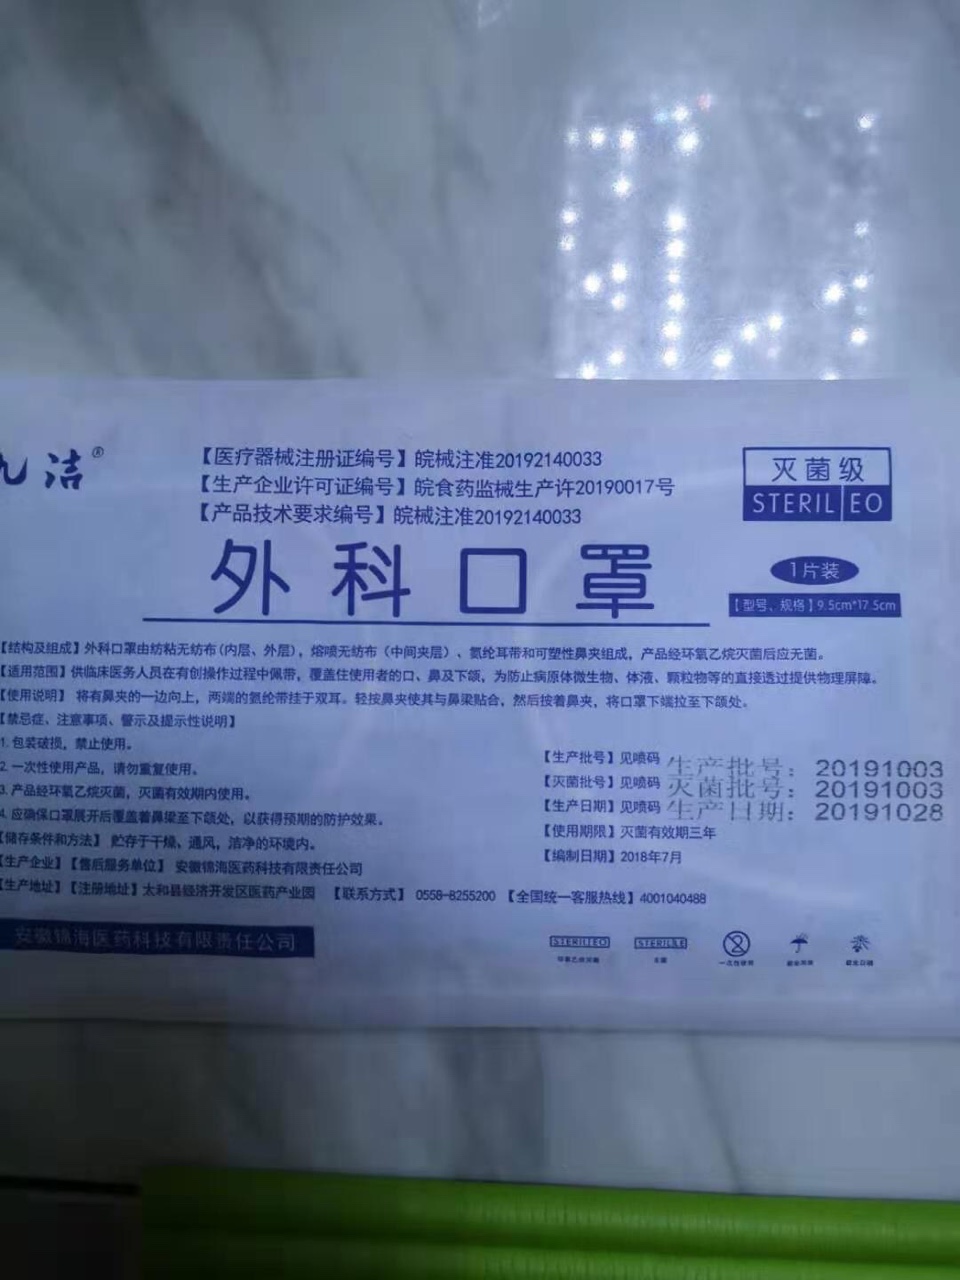 洁®
【医疗器械注册证编号】皖械注准20192140033
【生产企业许可证编号】皖食药监械生产许20190017号
【产品技术要求编号】皖械注准20192140033
灭菌级
STERIL EO
外科口罩
1片装
【型号、规格】9.5cm*17.5cm
【结构及组成】外科口罩由纺粘无纺布(内层、外层)，熔喷无纺布（中间夹层）、氨纶耳带和可塑性鼻夹组成，产品经环氧乙烷灭菌后应无菌。
【适用范围】供临床医务人员在有创操作过程中佩带，覆盖住使用者的口、鼻及下颌，为防止病原体微生物、体液、颗粒物等的直接透过提供物理屏障。
【使用说明】 将有鼻夹的一边向上，两端的氨纶带挂于双耳。轻按鼻夹使其与鼻梁贴合，然后按着鼻夹，将口罩下端拉至下颌处。
【禁忌症、注意事项、警示及提示性说明】
1. 包装破损，禁止使用。
2. 一次性使用产品，请勿重复使用。
3. 产品经环氧乙烷灭菌，灭菌有效期内使用。
4. 应确保口罩展开后覆盖着鼻梁至下颌处，以获得预期的防护效果。
【储存条件和方法】 贮存于干燥、通风，洁净的环境内。
【生产企业】【售后服务单位】 安徽锦海医药科技有限责任公司
【生产地址】【注册地址】太和县经济开发区医药产业园 【联系方式】 0558-8255200 【全国统一客服热线】4001040488
【生产批号】见喷码 生产批号：20191003
【灭菌批号】见喷码 灭菌批号：20191003
【生产日期】见喷码 生产日期：20191028
【使用期限】灭菌有效期三年
【编制日期】2018年7月
安徽锦海医药科技有限责任公司
STERIL EO
STERILE